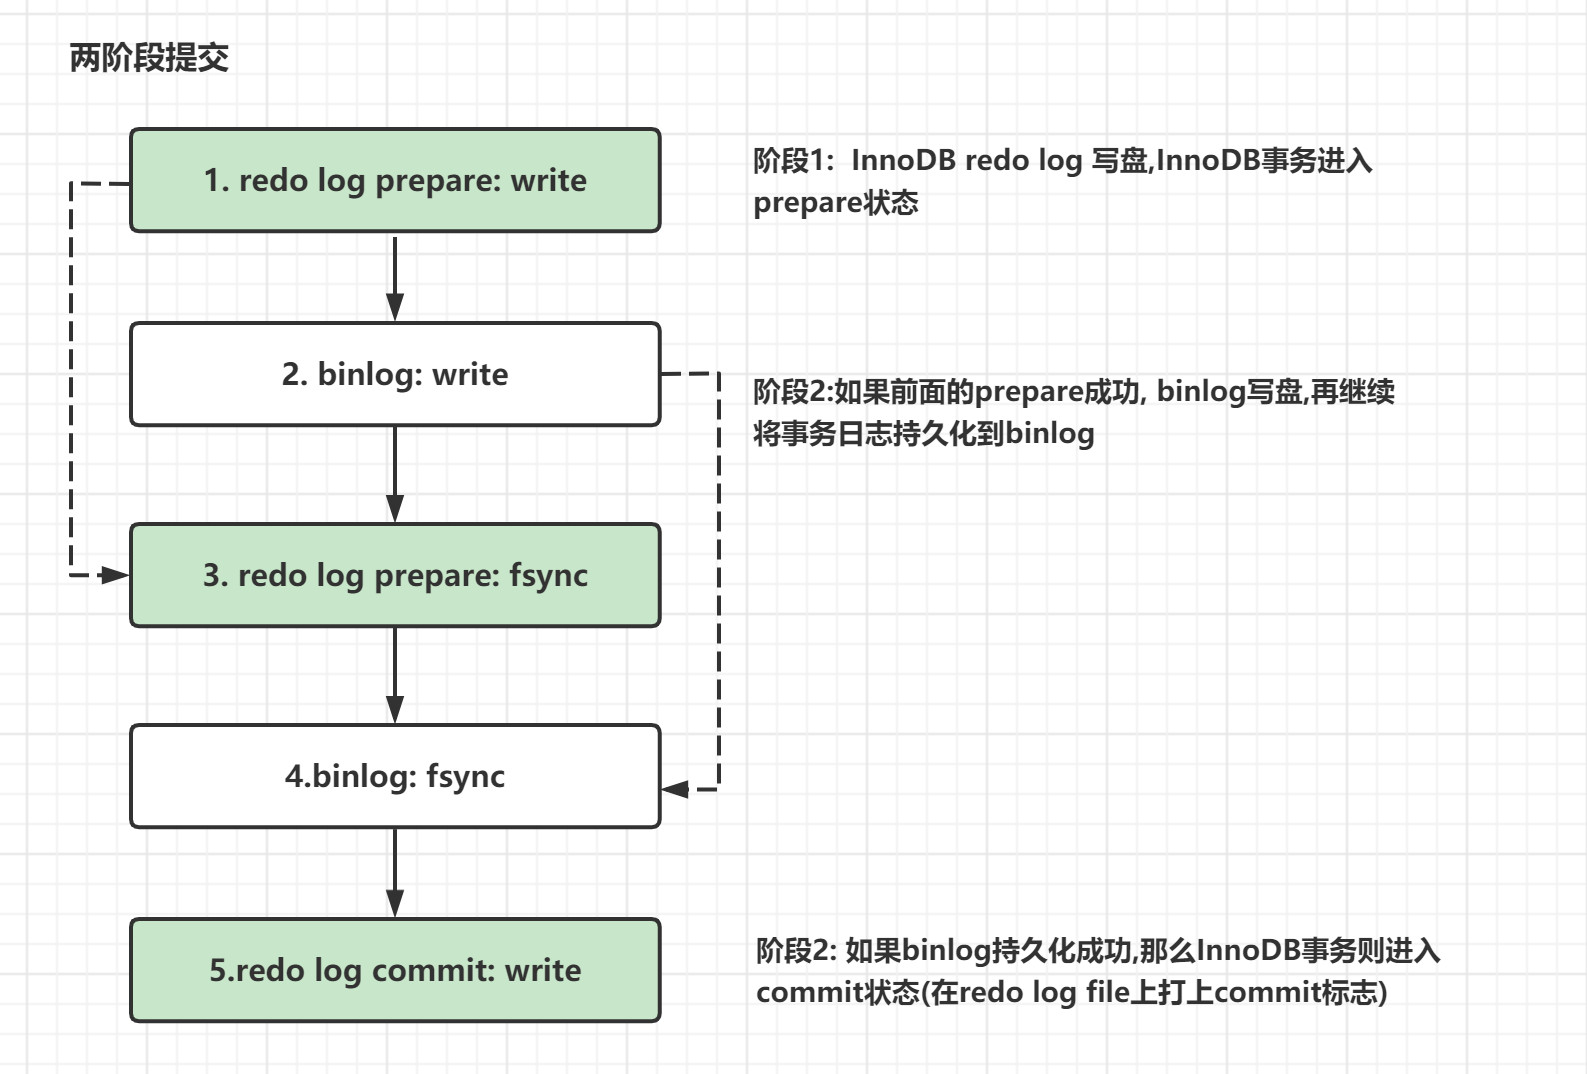 两阶段提交
1. redo log prepare: write
阶段1:  InnoDB redo log 写盘,InnoDB事务进入
prepare状态
2. binlog: write
阶段2:如果前面的prepare成功, binlog写盘,再继续
将事务日志持久化到binlog
3. redo log prepare: fsync
4.binlog: fsync
5.redo log commit: write
阶段2: 如果binlog持久化成功,那么InnoDB事务则进入
commit状态(在redo log file上打上commit标志)